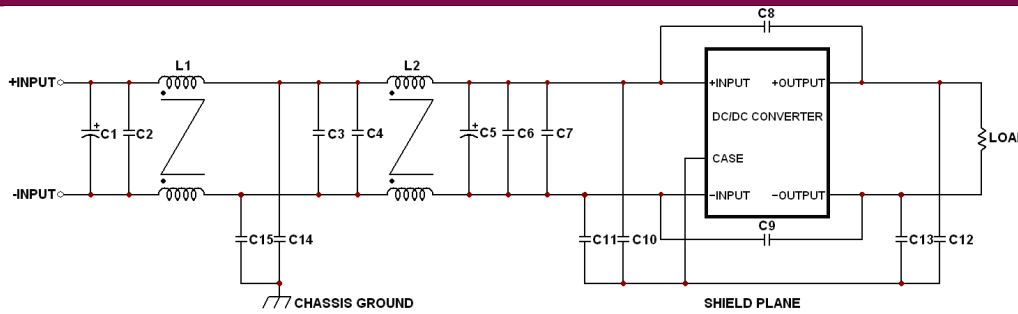 C8
L1
L2
+INPUT
+INPUT
+OUTPUT
+
C1
C2
C3
C4
+
C5
C6
C7
DC/DC CONVERTER
LOA
CASE
-INPUT
−INPUT
−OUTPUT
C9
C15
C14
C11
C10
C13
C12
CHASSIS GROUND
SHIELD PLANE